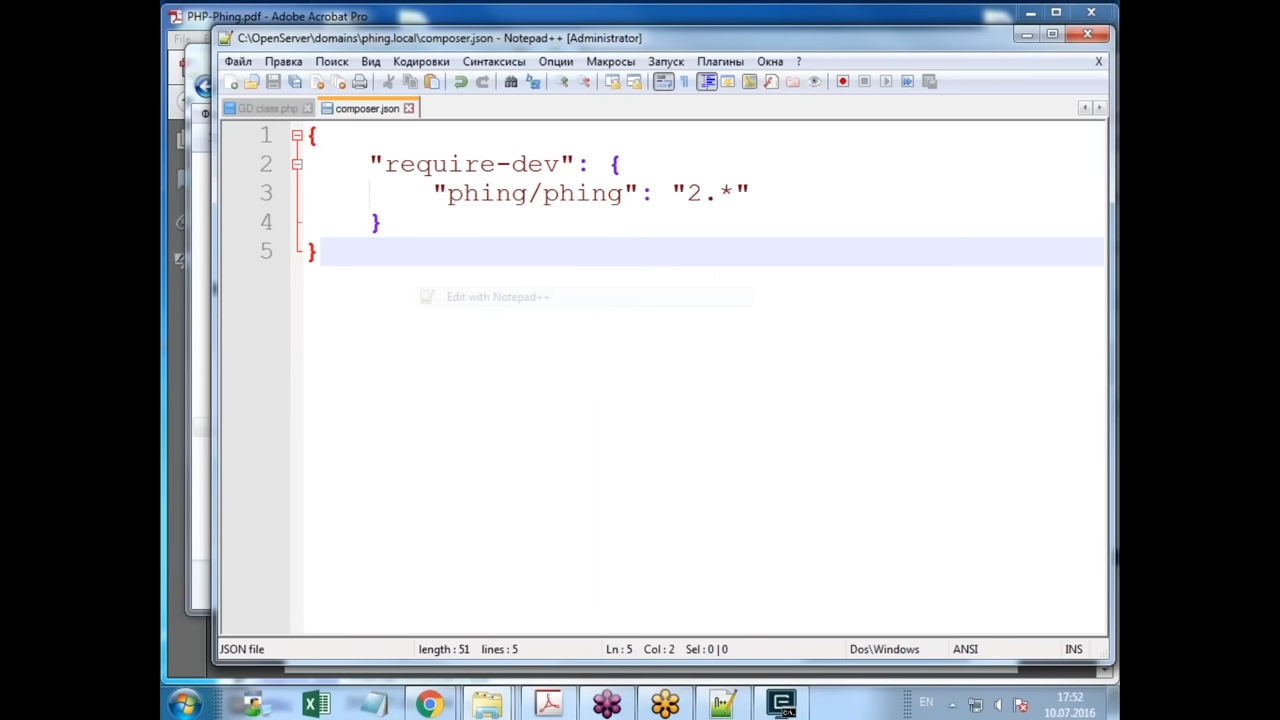 PHP-Phing.pdf - Adobe Acrobat Pro
C:\OpenServer\domains\phing.local\composer.json - Notepad++ [Administrator]
Файл Правка Поиск Вид Кодировки Синтаксисы Опции Макросы Запуск Плагины Окна ? X
GD class.php composer.json
1 {
2 "require-dev": {
3 "phing/phing": "2.*"
4 }
5 }
Edit with Notepad++
JSON file length : 51 lines : 5 Ln : 5 Col : 2 Sel : 0 | 0 Dos\Windows ANSI INS
EN 17:52
10.07.2016